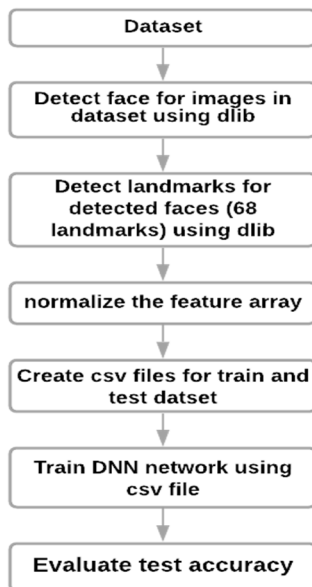 Dataset
Detect face for images in
dataset using dlib
Detect landmarks for
detected faces (68
landmarks) using dlib
normalize the feature array
Create csv files for train and
test datset
Train DNN network using
csv file
Evaluate test accuracy